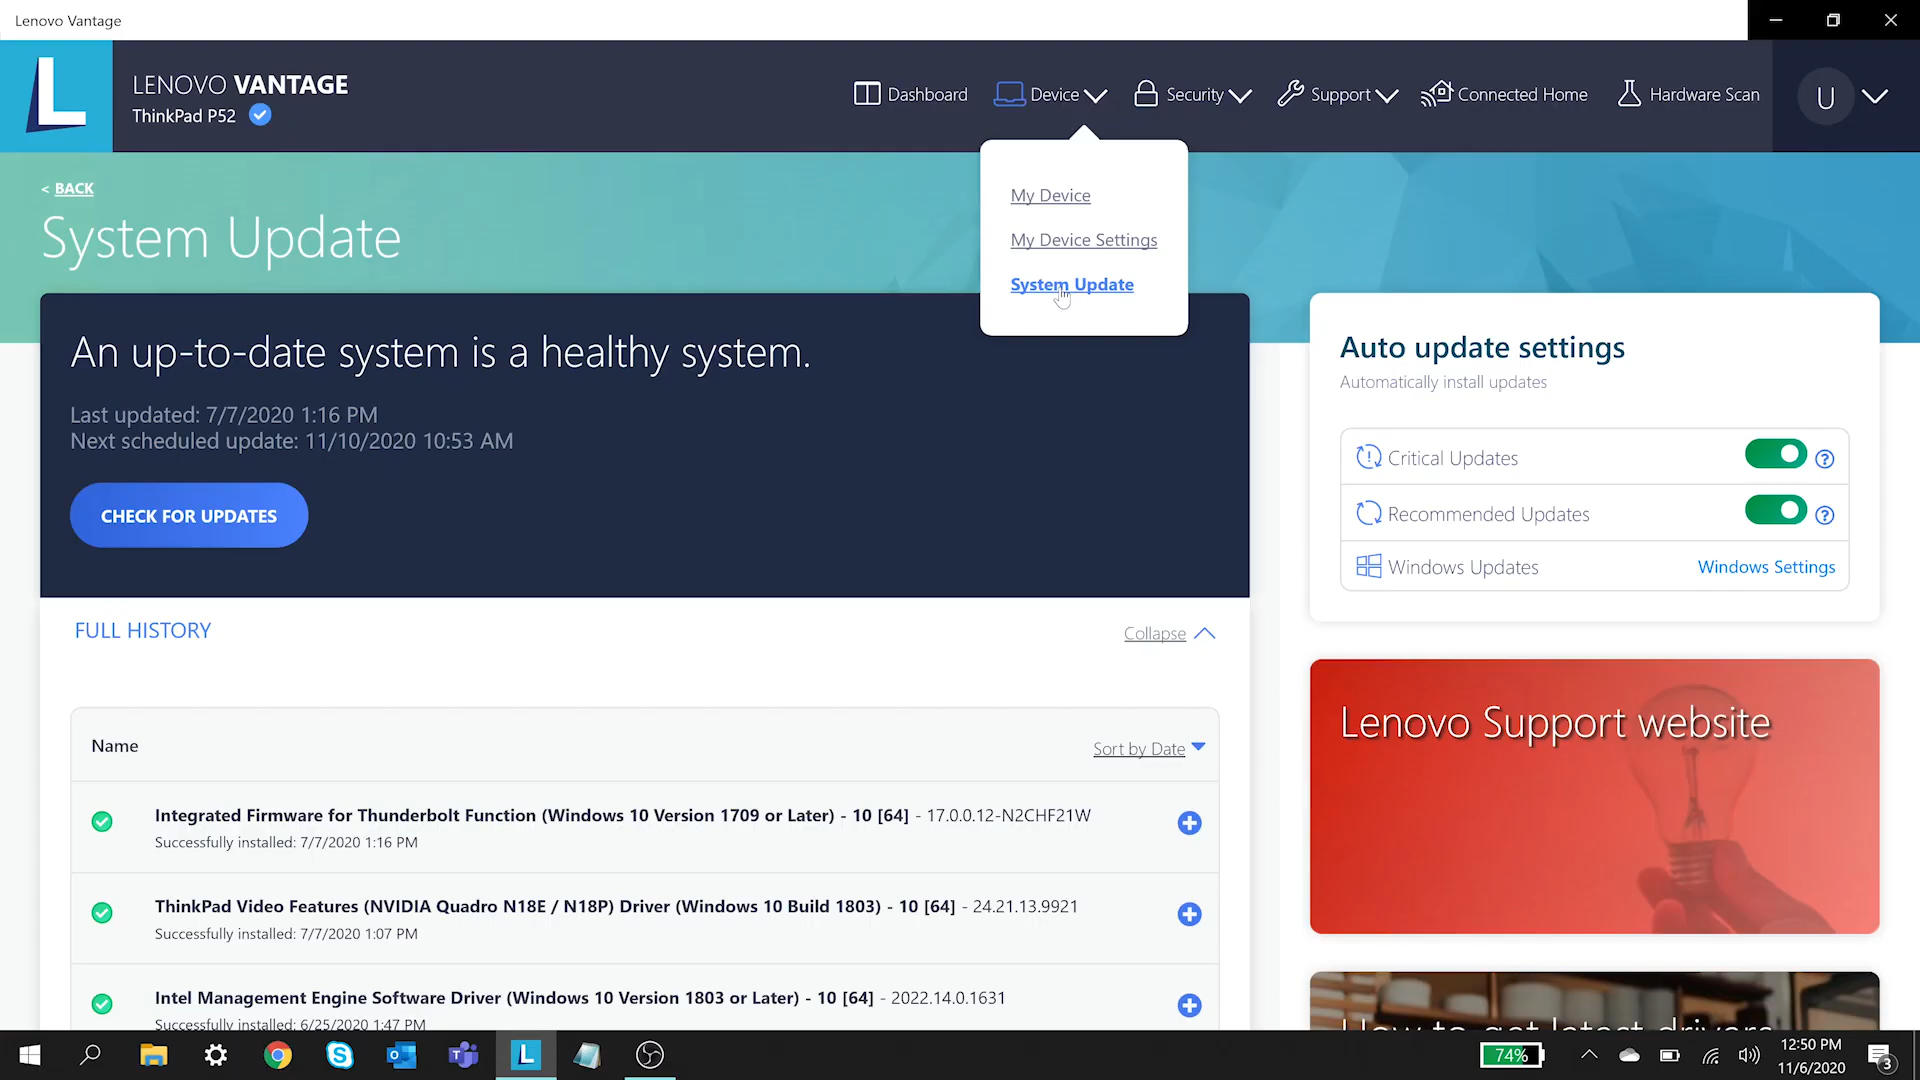 Lenovo Vantage
L
LENOVO VANTAGE
ThinkPad P52
Dashboard
Device
Security
Support
Connected Home
Hardware Scan
U
My Device
My Device Settings
System Update
< BACK
System Update
An up-to-date system is a healthy system.
Last updated: 7/7/2020 1:16 PM
Next scheduled update: 11/10/2020 10:53 AM
CHECK FOR UPDATES
Auto update settings
Automatically install updates
Critical Updates
?
Recommended Updates
?
Windows Updates
Windows Settings
FULL HISTORY
Collapse
Name
Sort by Date
Integrated Firmware for Thunderbolt Function (Windows 10 Version 1709 or Later) - 10 [64] - 17.0.0.12-N2CHF21W
Successfully installed: 7/7/2020 1:16 PM
ThinkPad Video Features (NVIDIA Quadro N18E / N18P) Driver (Windows 10 Build 1803) - 10 [64] - 24.21.13.9921
Successfully installed: 7/7/2020 1:07 PM
Intel Management Engine Software Driver (Windows 10 Version 1803 or Later) - 10 [64] - 2022.14.0.1631
Successfully installed: 6/25/2020 1:47 PM
Lenovo Support website
How to get latest drivers
L
74%
12:50 PM
11/6/2020
3